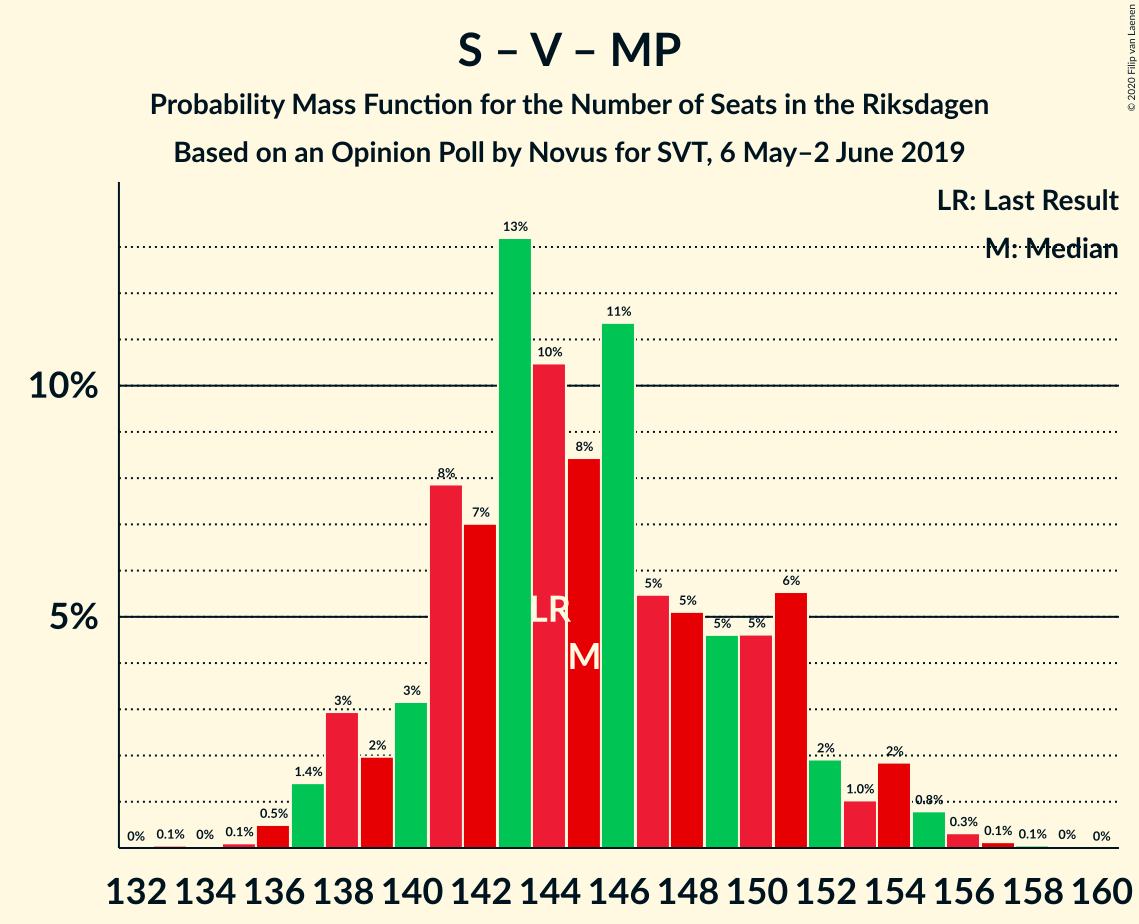 S – V – MP
Probability Mass Function for the Number of Seats in the Riksdagen
Based on an Opinion Poll by Novus for SVT, 6 May–2 June 2019
© 2020 Filip van Laenen
LR: Last Result
M: Median
10%
5%
0% 0.1% 0% 0.1% 0.5% 1.4% 3% 2% 3% 8% 7% 13% 10% 8% 11% 5% 5% 5% 5% 6% 2% 1.0% 2% 0.8% 0.3% 0.1% 0.1% 0% 0%
LR
M
132 134 136 138 140 142 144 146 148 150 152 154 156 158 160